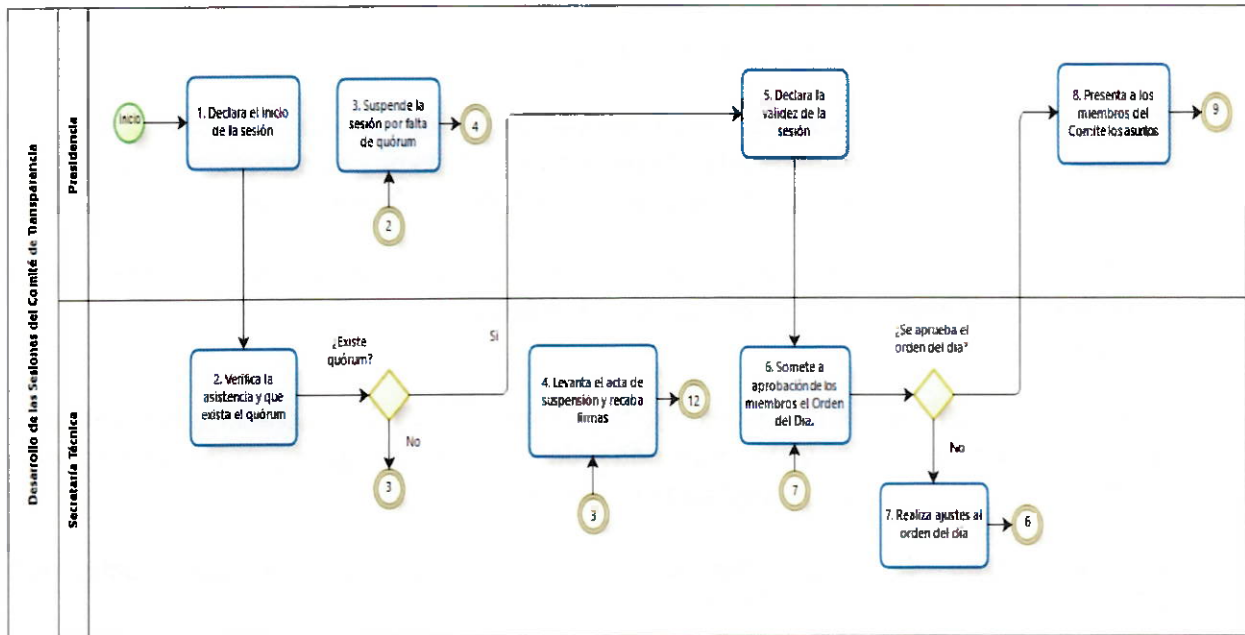 Desarrollo de las Sesiones del Comité de Transparencia
Presidencia
Inicio
1. Declara el inicio
de la sesión
3. Suspende la
sesión por falta
de quórum
4
2
5. Declara la
validez de la
sesión
8. Presenta a los
miembros del
Comité los asuntos
9
Secretaría Técnica
2. Verifica la
asistencia y que
exista el quórum
¿Existe
quórum?
Si
No
3
4. Levanta el acta de
suspensión y recaba
firmas
12
3
6. Somete a
aprobación de los
miembros el Orden
del Dia.
7
¿Se aprueba el
orden del día?
No
7. Realiza ajustes al
orden del día
6